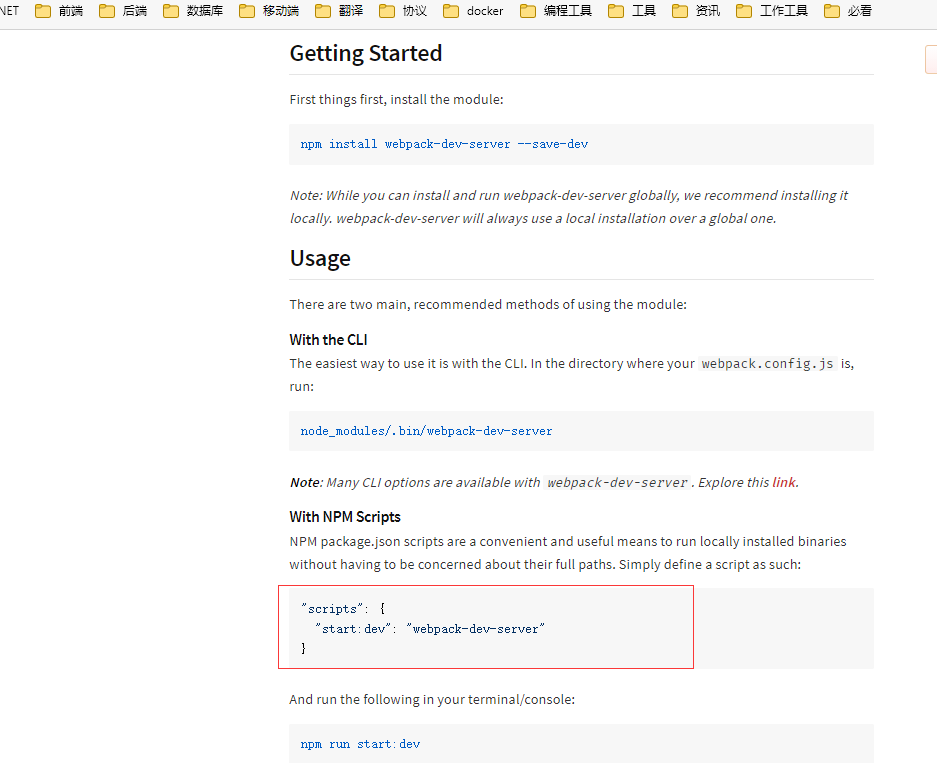 NET 前端 后端 数据库 移动端 翻译 协议 docker 编程工具 工具 资讯 工作工具 必看
Getting Started
First things first, install the module:
npm install webpack-dev-server --save-dev
Note: While you can install and run webpack-dev-server globally, we recommend installing it
locally. webpack-dev-server will always use a local installation over a global one.
Usage
There are two main, recommended methods of using the module:
With the CLI
The easiest way to use it is with the CLI. In the directory where your webpack.config.js is,
run:
node_modules/.bin/webpack-dev-server
Note: Many CLI options are available with webpack-dev-server. Explore this link.
With NPM Scripts
NPM package.json scripts are a convenient and useful means to run locally installed binaries
without having to be concerned about their full paths. Simply define a script as such:
"scripts": {
"start:dev": "webpack-dev-server"
}
And run the following in your terminal/console:
npm run start:dev